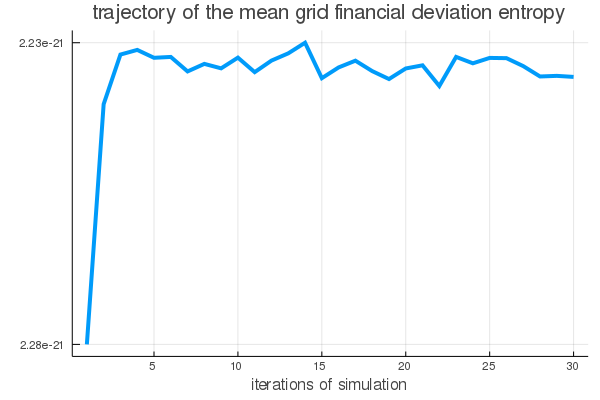 trajectory of the mean grid financial deviation entropy
2.23e-21
2.28e-21
5 10 15 20 25 30
iterations of simulation